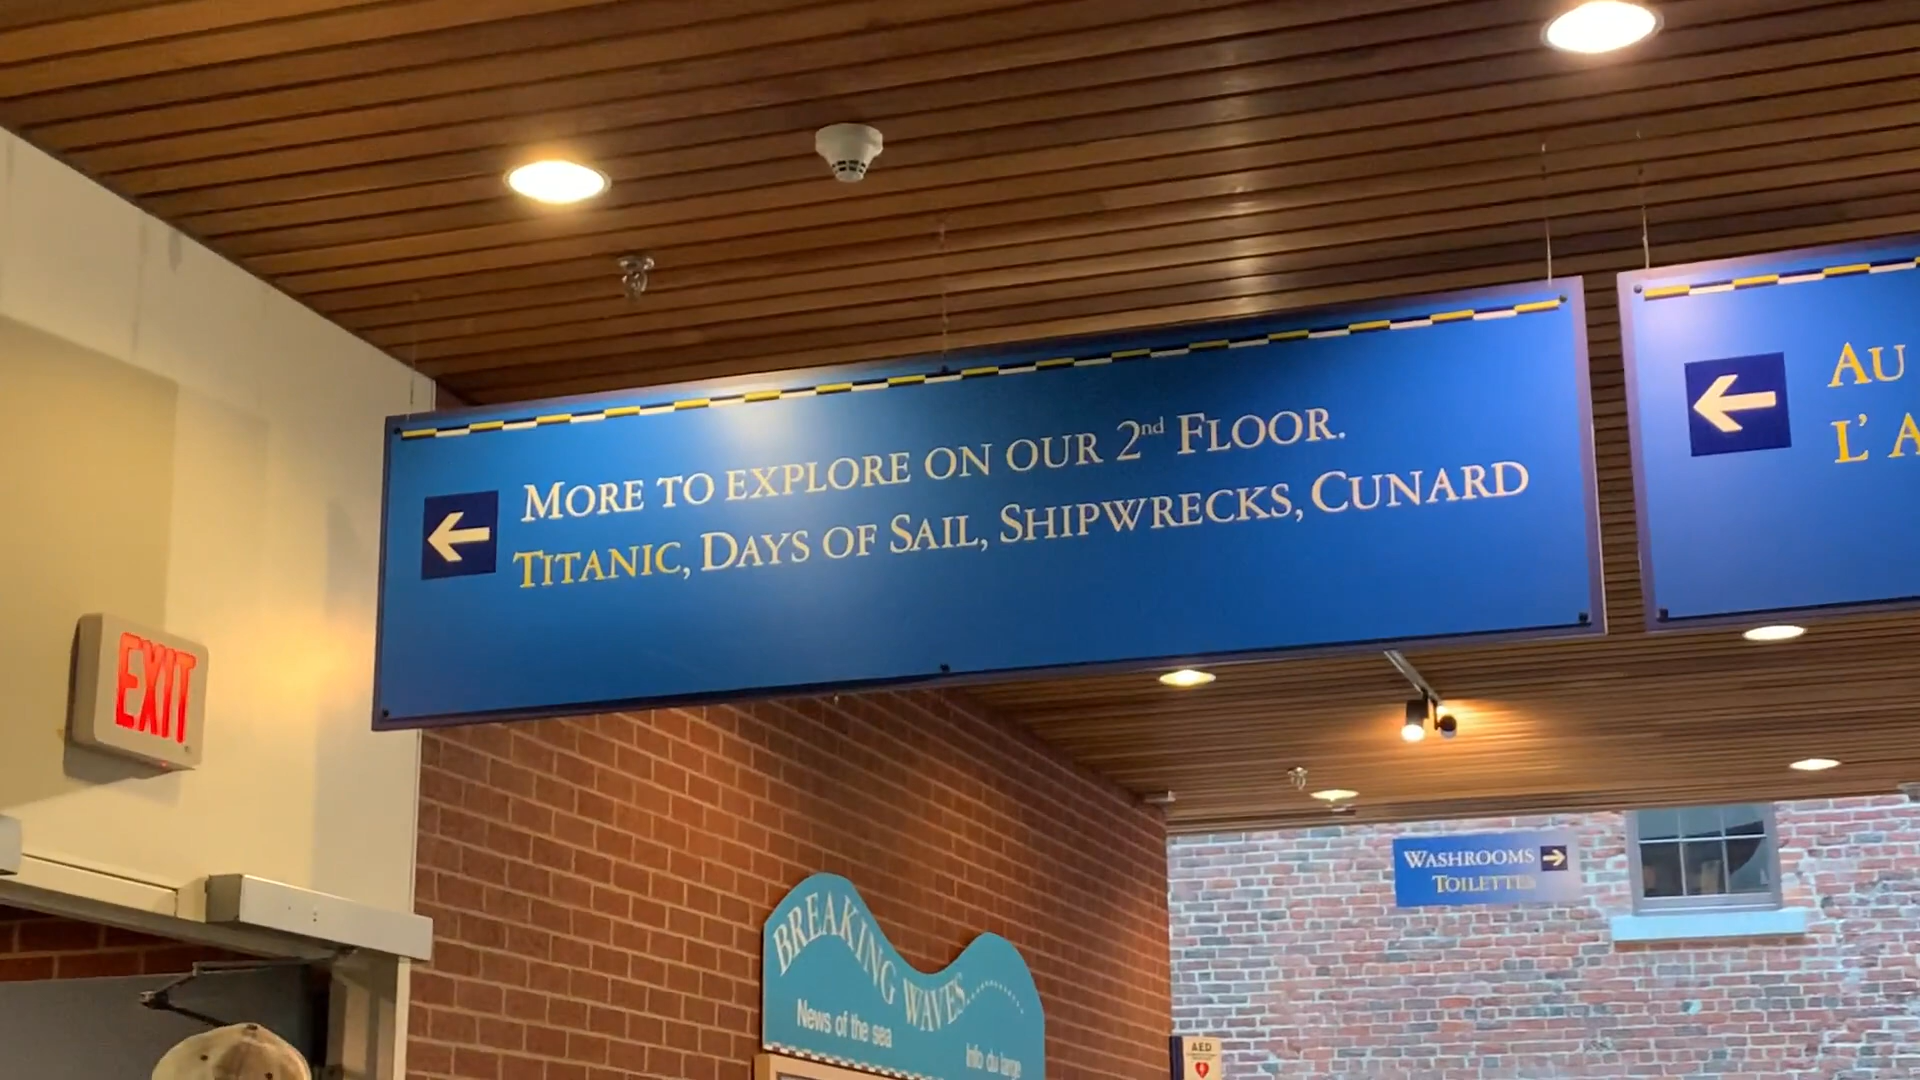 MORE TO EXPLORE ON OUR 2nd FLOOR.
TITANIC, DAYS OF SAIL, SHIPWRECKS, CUNARD
AU
L'
EXIT
WASHROOMS
TOILETTES
BREAKING WAVES..........
News of the sea
Info du large
AED